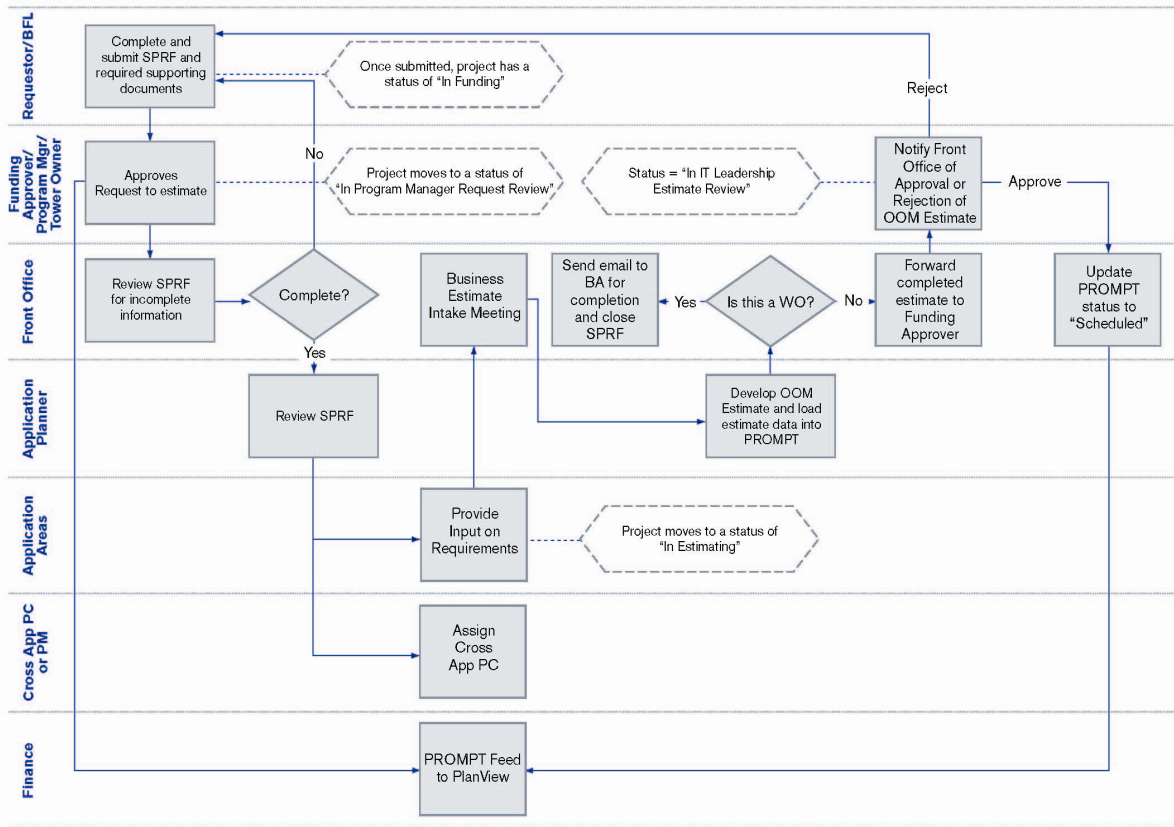 Requestor/BFL
Complete and
submit SPRF and
required supporting
documents
Once submitted, project has a
status of “In Funding”
Reject
Funding
Approver/
Program Mgr/
Tower Owner
Approves
Request to estimate
No
Project moves to a status of
“In Program Manager Request Review”
Status = “In IT Leadership
Estimate Review”
Notify Front
Office of
Approval or
Rejection of
OOM Estimate
Approve
Front Office
Review SPRF
for incomplete
information
Complete?
Yes
Business
Estimate
Intake Meeting
Send email to
BA for
completion
and close
SPRF
Yes
Is this a WO?
No
Forward
completed
estimate to
Funding
Approver
Update
PROMPT
status to
“Scheduled”
Application
Planner
Review SPRF
Develop OOM
Estimate and load
estimate data into
PROMPT
Application
Areas
Provide
Input on
Requirements
Project moves to a status of
“In Estimating”
Cross App PC
or PM
Assign
Cross
App PC
Finance
PROMPT Feed
to PlanView